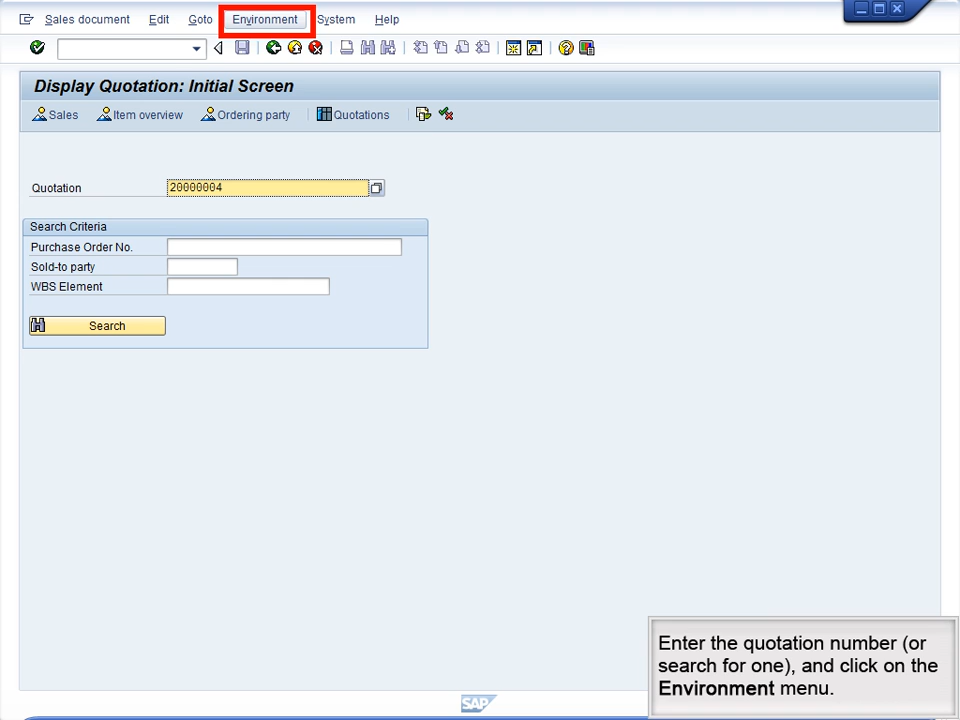 Sales document Edit Goto Environment System Help
Display Quotation: Initial Screen
Sales Item overview Ordering party Quotations
Quotation 20000004
Search Criteria
Purchase Order No.
Sold-to party
WBS Element
Search
Enter the quotation number (or
search for one), and click on the
Environment menu.
SAP